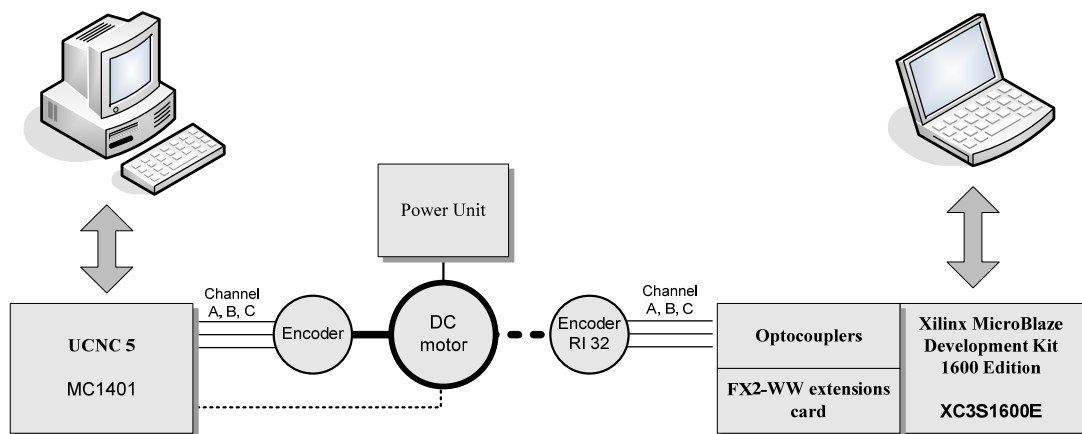 Power Unit
Channel
A, B, C
UCNC 5
MC1401
Encoder
DC
motor
Encoder
RI 32
Channel
A, B, C
Optocouplers
FX2-WW extensions
card
Xilinx MicroBlaze
Development Kit
1600 Edition
XC3S1600E